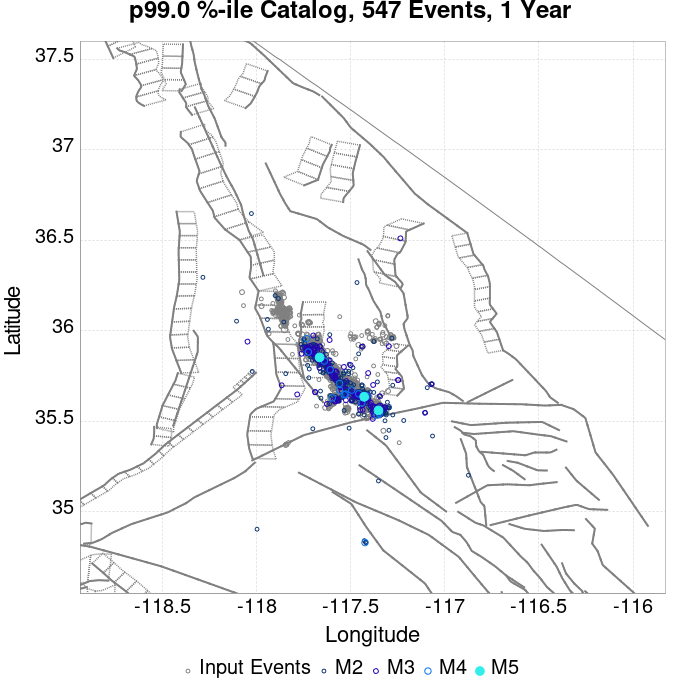 p99.0 %-ile Catalog, 547 Events, 1 Year
37.5
37
36.5
36
35.5
35
Latitude
-118.5 -118 -117.5 -117 -116.5 -116
Longitude
Input Events M2 M3 M4 M5